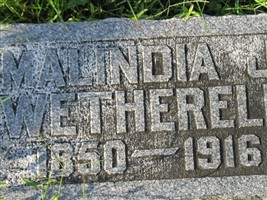 MALINDIA J
WETHEREL
1850 — 1916